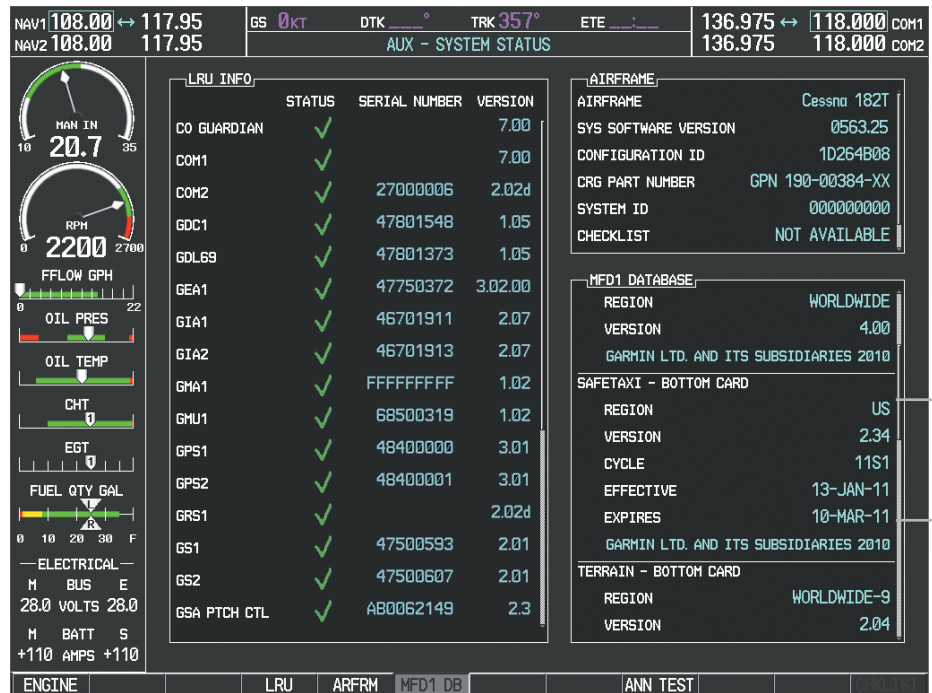 NAV1 108.00 ↔ 117.95 GS 0KT DTK ___° TRK 357° ETE __:__ 136.975 ↔ 118.000 COM1
NAV2 108.00 117.95 AUX - SYSTEM STATUS 136.975 118.000 COM2
MAN IN
20.7
10 35
RPM
2200
0 2700
FFLOW GPH
0 22
OIL PRES
OIL TEMP
CHT
1
EGT
1
FUEL QTY GAL
L
R
0 10 20 30 F
ELECTRICAL
M BUS E
28.0 VOLTS 28.0
M BATT S
+110 AMPS +110
LRU INFO
STATUS SERIAL NUMBER VERSION
CO GUARDIAN ✓ 7.00
COM1 ✓ 7.00
COM2 ✓ 27000006 2.02d
GDC1 ✓ 47801548 1.05
GDL69 ✓ 47801373 1.05
GEA1 ✓ 47750372 3.02.00
GIA1 ✓ 46701911 2.07
GIA2 ✓ 46701913 2.07
GMA1 ✓ FFFFFFFFF 1.02
GMU1 ✓ 68500319 1.02
GPS1 ✓ 48400000 3.01
GPS2 ✓ 48400001 3.01
GRS1 ✓ 2.02d
GS1 ✓ 47500593 2.01
GS2 ✓ 47500607 2.01
GSA PTCH CTL ✓ AB0062149 2.3
AIRFRAME
AIRFRAME Cessna 182T
SYS SOFTWARE VERSION 0563.25
CONFIGURATION ID 1D264B08
CRG PART NUMBER GPN 190-00384-XX
SYSTEM ID 000000000
CHECKLIST NOT AVAILABLE
MFD1 DATABASE
REGION WORLDWIDE
VERSION 4.00
GARMIN LTD. AND ITS SUBSIDIARIES 2010
SAFETAXI - BOTTOM CARD
REGION US
VERSION 2.34
CYCLE 11S1
EFFECTIVE 13-JAN-11
EXPIRES 10-MAR-11
GARMIN LTD. AND ITS SUBSIDIARIES 2010
TERRAIN - BOTTOM CARD
REGION WORLDWIDE-9
VERSION 2.04
ENGINE LRU ARFRM MFD1 DB ANN TEST CHKLIST